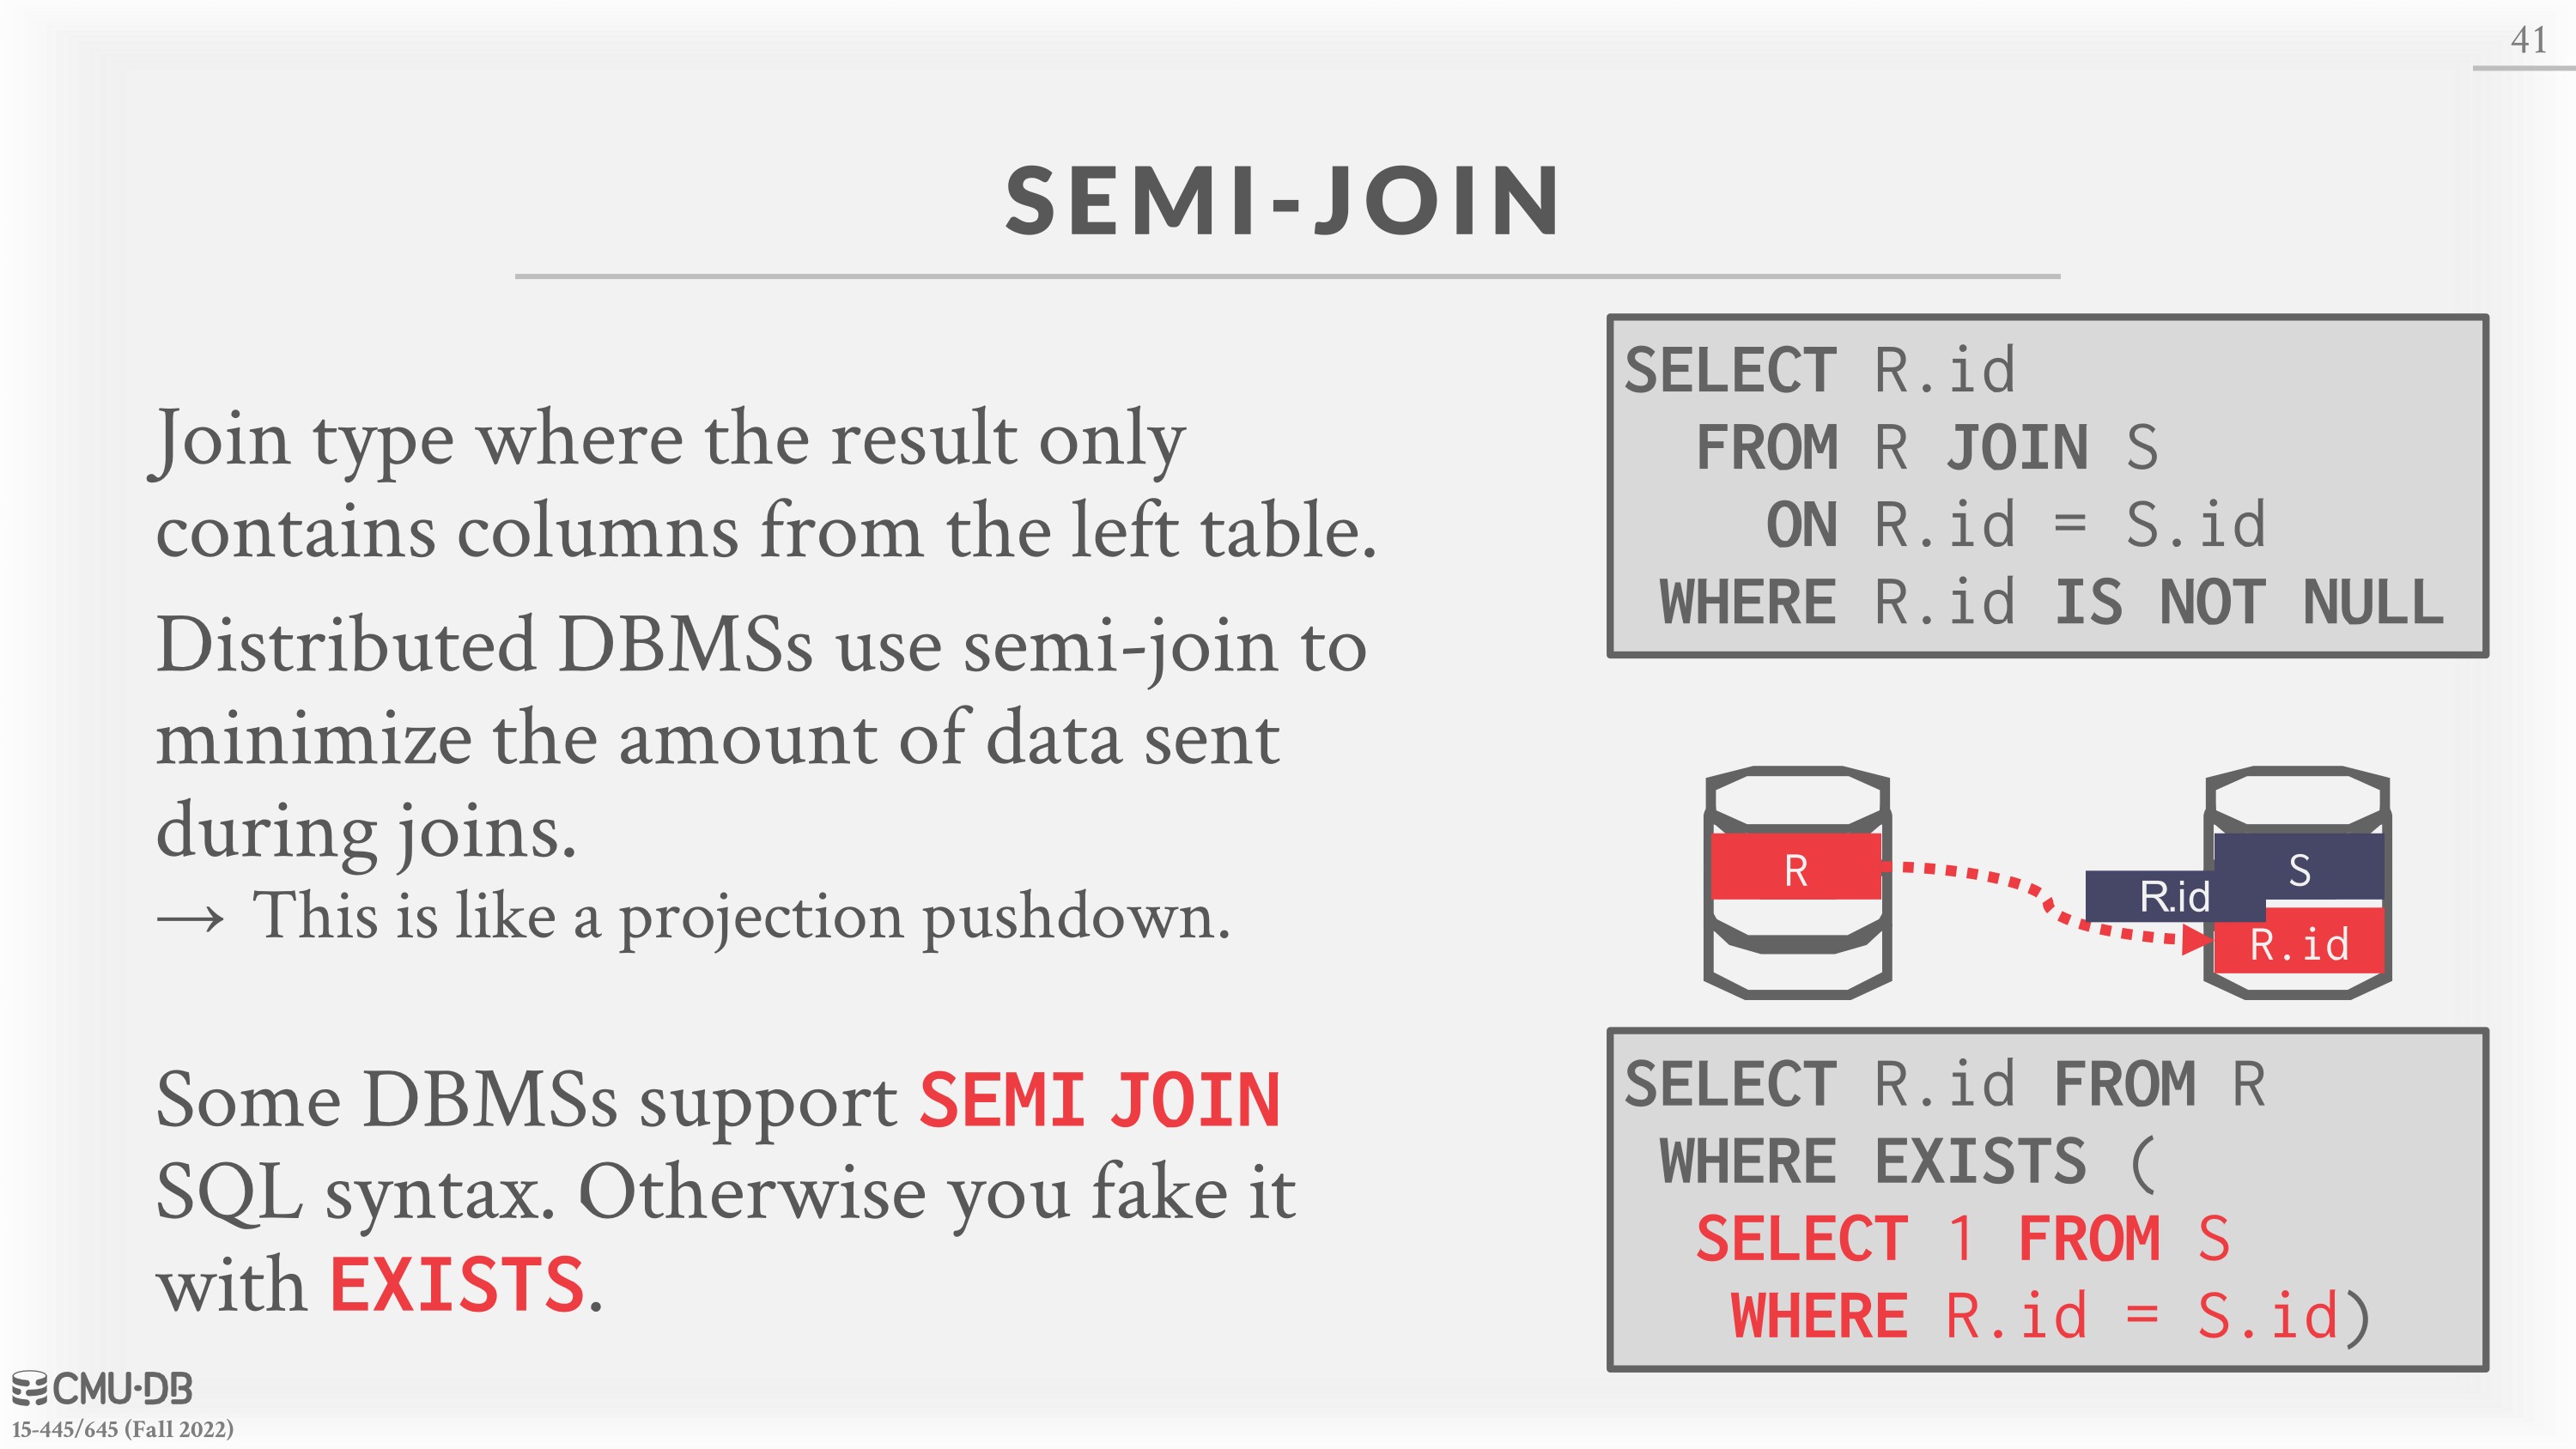 41
SEMI-JOIN
Join type where the result only
contains columns from the left table.
Distributed DBMSs use semi-join to
minimize the amount of data sent
during joins.
→ This is like a projection pushdown.
Some DBMSs support SEMI JOIN
SQL syntax. Otherwise you fake it
with EXISTS.
SELECT R.id
FROM R JOIN S
ON R.id = S.id
WHERE R.id IS NOT NULL
R
S
R.id
R.id
SELECT R.id FROM R
WHERE EXISTS (
SELECT 1 FROM S
WHERE R.id = S.id)
CMU·DB
15-445/645 (Fall 2022)